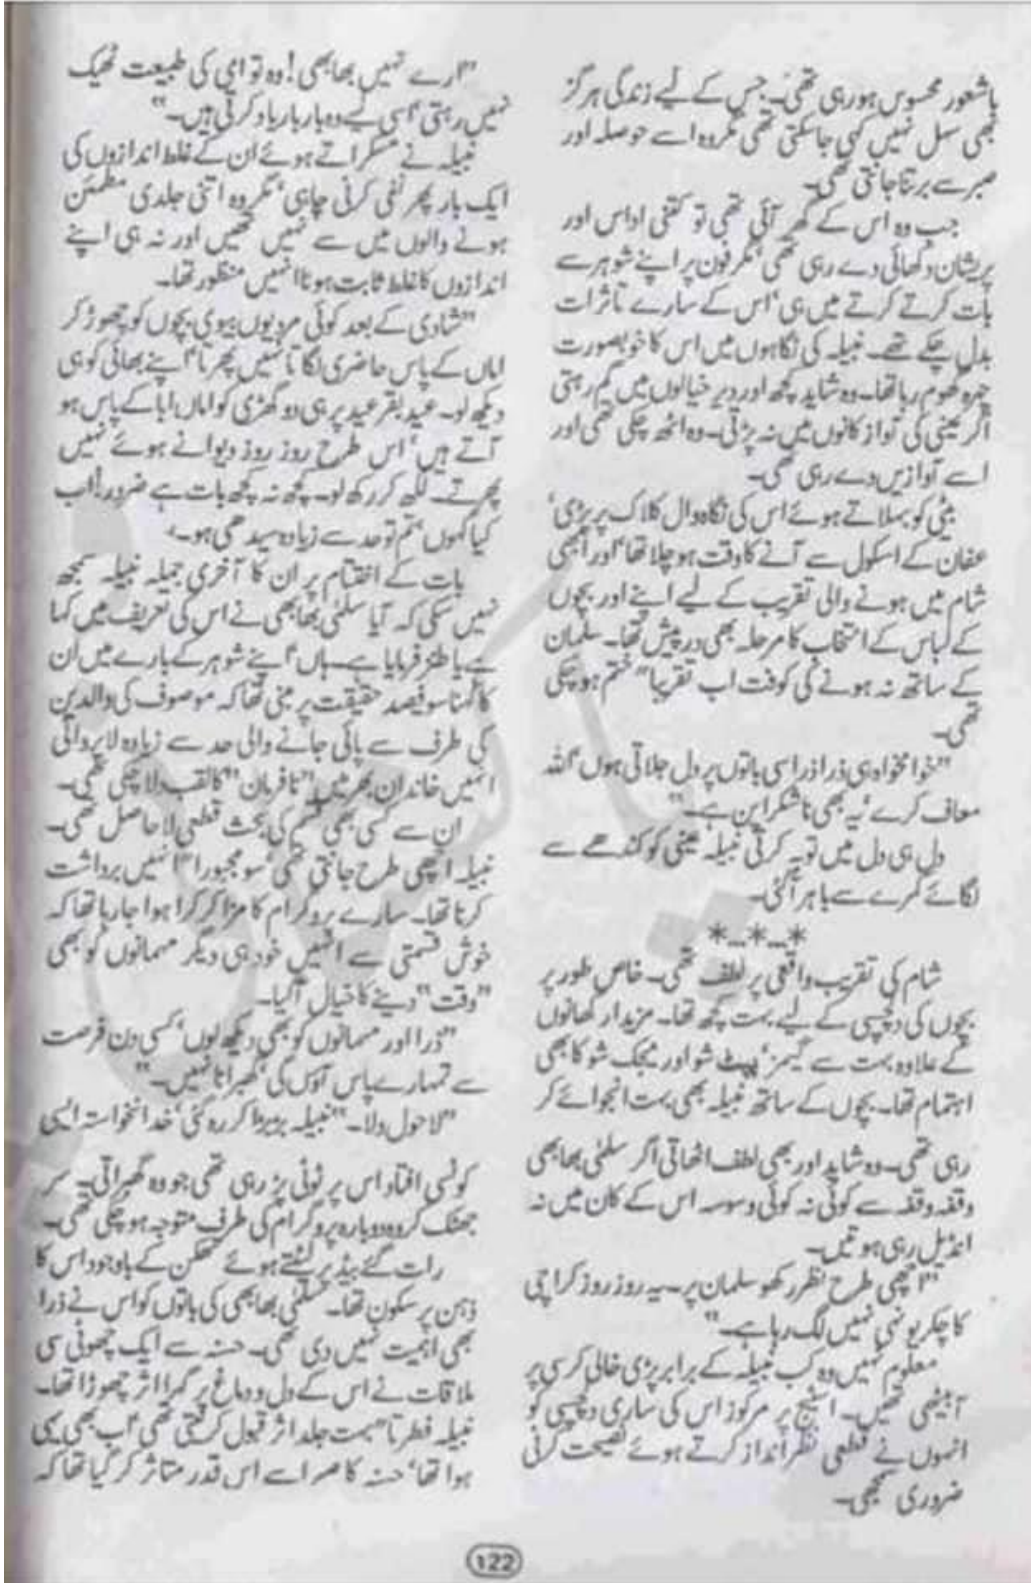 باشعور محسوس ہورہی تھی۔ جس کے لیے زندگی ہرگز
بھی سہل نہیں کہی جاسکتی تھی مگر وہ اسے حوصلہ اور
صبر سے برتنا جانتی تھی۔
جب وہ اس کے گھر آئی تھی تو کتنی اداس اور
پریشان دکھائی دے رہی تھی، مگر فون پر اپنے شوہر سے
بات کرتے کرتے میں ہی، اس کے سارے تاثرات
بدل چکے تھے۔ نبیلہ کی نگاہوں میں اس کا خوبصورت
چہرہ گھوم رہا تھا۔ وہ شاید کچھ اور دیر خیالوں میں گم رہتی
اگر عینی کی آواز کانوں میں نہ پڑتی۔ وہ اٹھ چکی تھی اور
اسے آوازیں دے رہی تھی۔
بیٹی کو بہلاتے ہوئے اس کی نگاہ وال کلاک پر پڑی،
عفان کے اسکول سے آنے کا وقت ہوچلا تھا، اور ابھی
شام میں ہونے والی تقریب کے لیے اپنے اور بچوں
کے لباس کے انتخاب کا مرحلہ بھی درپیش تھا۔ سلمان
کے ساتھ نہ ہونے کی کوفت اب تقریبا" ختم ہوچکی
تھی۔
"خوامخواہ ہی ذرا ذرا سی باتوں پر دل جلاتی ہوں، اللہ
معاف کرے یہ بھی ناشکرا پن ہے۔"
دل ہی دل میں توبہ کرتی نبیلہ عینی کو کندھے سے
لگائے کمرے سے باہر آگئی۔
*_*_*
شام کی تقریب واقعی پر لطف تھی۔ خاص طور پر
بچوں کی دلچسپی کے لیے بہت کچھ تھا۔ مزیدار کھانوں
کے علاوہ بہت سے گیمز، پپٹ شو اور میجک شو کا بھی
اہتمام تھا۔ بچوں کے ساتھ نبیلہ بھی بہت انجوائے کر
رہی تھی۔ وہ شاید اور بھی لطف اٹھاتی اگر سلمٰی بھابھی
وقفہ وقفہ سے کوئی نہ کوئی وسوسہ اس کے کان میں نہ
انڈیل رہی ہوتیں۔
"اچھی طرح نظر رکھو سلمان پر۔ یہ روز روز کراچی
کا چکر یونہی نہیں لگ رہا ہے۔"
معلوم نہیں وہ کب نبیلہ کے برابر پڑی خالی کرسی پر
آبیٹھی تھیں۔ اسٹیج پر مرکوز اس کی ساری دلچسپی کو
انہوں نے قطعی نظر انداز کرتے ہوئے نصیحت کرنی
ضروری سمجھی۔
"ارے نہیں بھابھی! وہ تو امی کی طبیعت ٹھیک
نہیں رہتی، اسی لیے وہ بار بار یاد کرتی ہیں۔"
نبیلہ نے مسکراتے ہوئے ان کے غلط اندازوں کی
ایک بار پھر نفی کرنی چاہی، مگر وہ اتنی جلدی مطمئن
ہونے والوں میں سے نہیں تھیں اور نہ ہی اپنے
اندازوں کا غلط ثابت ہونا انہیں منظور تھا۔
"شادی کے بعد کوئی مرد یوں بیوی بچوں کو چھوڑ کر
اماں کے پاس حاضری لگاتا نہیں پھرتا، اپنے بھائی کو ہی
دیکھ لو۔ عید بقر عید پر ہی دو گھڑی کو اماں ابا کے پاس ہو
آتے ہیں، اس طرح روز روز دیوانے ہوئے نہیں
پھرتے۔ لکھ کر رکھ لو۔ کچھ نہ کچھ بات ہے ضرور! اب
کیا کہوں، تم تو حد سے زیادہ سیدھی ہو۔"
بات کے اختتام پر ان کا آخری جملہ نبیلہ سمجھ
نہیں سکی کہ آیا سلمٰی بھابھی نے اس کی تعریف میں کہا
ہے یا طنز فرمایا ہے۔ ہاں، اپنے شوہر کے بارے میں ان
کا کہنا سو فیصد حقیقت پر مبنی تھا کہ موصوف کی والدین
کی طرف سے پائی جانے والی حد سے زیادہ لاپروائی
انہیں خاندان بھر میں "نافرمان" کا لقب دلا چکی تھی۔
ان سے کسی بھی قسم کی بحث قطعی لاحاصل تھی۔
نبیلہ اچھی طرح جانتی تھی، سو مجبورا" انہیں برداشت
کرنا تھا۔ سارے پروگرام کا مزا کرکرا ہوا جارہا تھا کہ
خوش قسمتی سے انہیں خود ہی دیگر مہمانوں کو بھی
"وقت" دینے کا خیال آگیا۔
"ذرا اور مہمانوں کو بھی دیکھ لوں، کسی دن فرصت
سے تمہارے پاس آؤں گی، گھبرانا نہیں۔"
"لاحول ولا۔" نبیلہ بڑبڑا کر رہ گئی، خدانخواستہ ایسی
کونسی افتاد اس پر ٹوٹی پڑ رہی تھی جو وہ گھبراتی۔ سر
جھٹک کر وہ دوبارہ پروگرام کی طرف متوجہ ہوچکی تھی۔
رات گئے بیڈ پر لیٹتے ہوئے تھکن کے باوجود اس کا
ذہن پرسکون تھا۔ سلمٰی بھابھی کی باتوں کو اس نے ذرا
بھی اہمیت نہیں دی تھی۔ حسنہ سے ایک چھوٹی سی
ملاقات نے اس کے دل و دماغ پر گہرا اثر چھوڑا تھا۔
نبیلہ فطرتا" بہت جلد اثر قبول کرتی تھی، اب بھی یہی
ہوا تھا، حسنہ کا صبر اسے اس قدر متاثر کر گیا تھا کہ
122